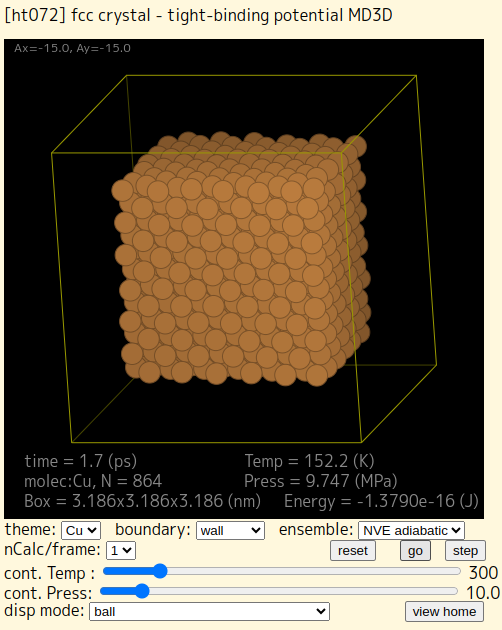 [ht072] fcc crystal - tight-binding potential MD3D
Ax=-15.0, Ay=-15.0
time = 1.7 (ps) Temp = 152.2 (K)
molec:Cu, N = 864 Press = 9.747 (MPa)
Box = 3.186x3.186x3.186 (nm) Energy = -1.3790e-16 (J)
theme: Cu boundary: wall ensemble: NVE adiabatic
nCalc/frame: 1 reset go step
cont. Temp : 300
cont. Press: 10.0
disp mode: ball view home